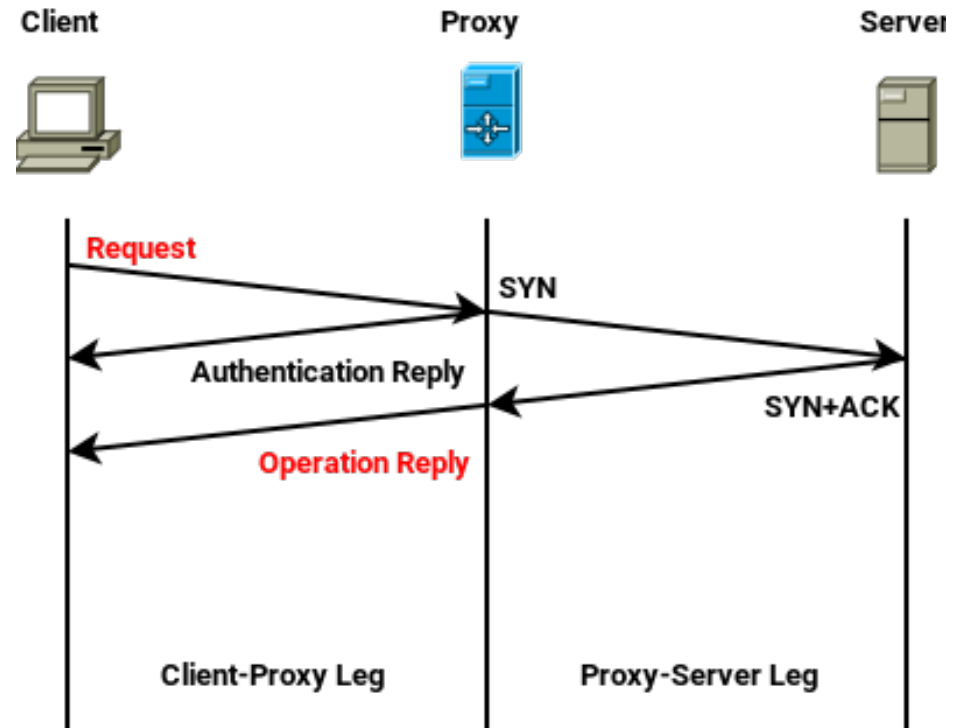 Client
Proxy
Server
Request
SYN
Authentication Reply
SYN+ACK
Operation Reply
Client-Proxy Leg
Proxy-Server Leg